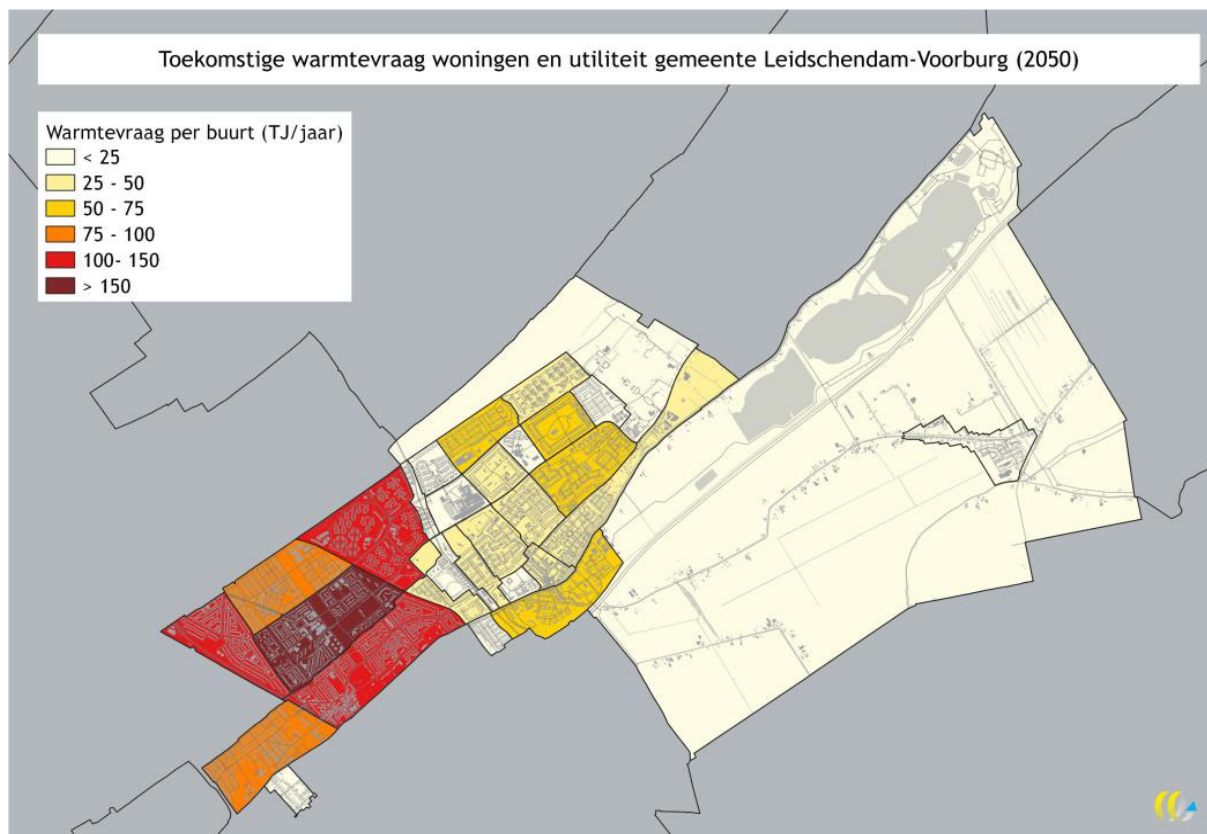 Toekomstige warmtevraag woningen en utiliteit gemeente Leidschendam-Voorburg (2050)
Warmtevraag per buurt (TJ/jaar)
< 25
25 - 50
50 - 75
75 - 100
100- 150
> 150